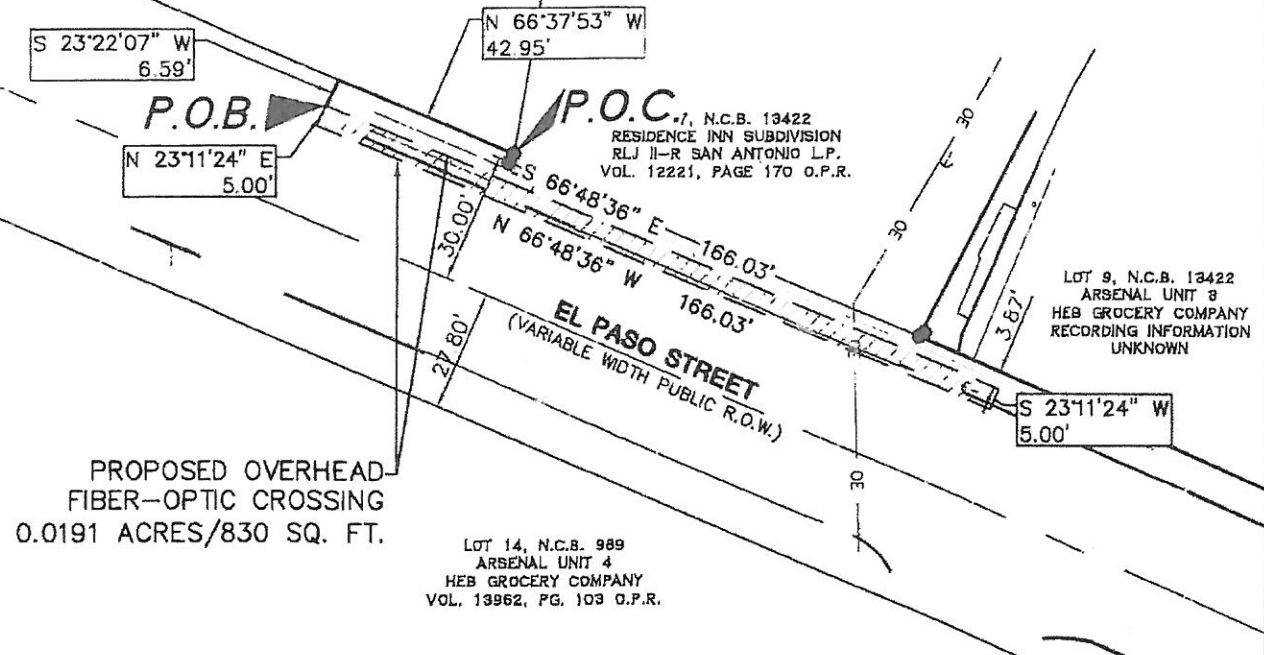 S 23°22'07" W
6.59'
N 66°37'53" W
42.95'
P.O.B.
N 23°11'24" E
5.00'
P.O.C.
N.C.B. 13422
RESIDENCE INN SUBDIVISION
RLJ II-R SAN ANTONIO L.P.
VOL. 12221, PAGE 170 O.P.R.
S 66°48'36" E
166.03'
N 66°48'36" W
166.03'
30.00'
27.80'
EL PASO STREET
(VARIABLE WIDTH PUBLIC R.O.W.)
30
30
30
3.87'
LOT 9, N.C.B. 13422
ARSENAL UNIT 3
HEB GROCERY COMPANY
RECORDING INFORMATION
UNKNOWN
S 23°11'24" W
5.00'
PROPOSED OVERHEAD
FIBER-OPTIC CROSSING
0.0191 ACRES/830 SQ. FT.
LOT 14, N.C.B. 989
ARSENAL UNIT 4
HEB GROCERY COMPANY
VOL. 13962, PG. 103 O.P.R.